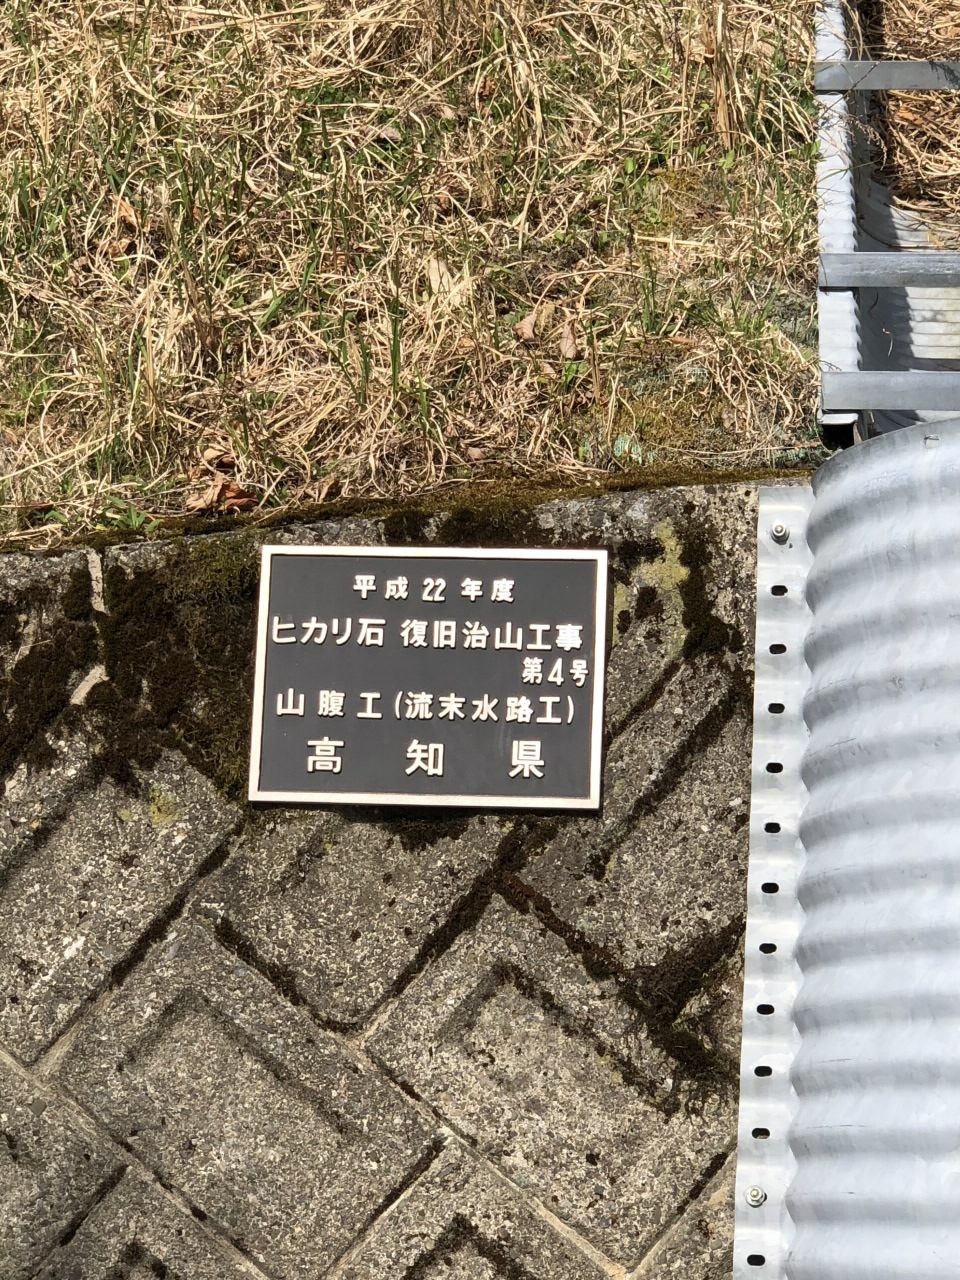 平成22年度
ヒカリ石 復旧治山工事
第4号
山腹工(流末水路工)
高知県